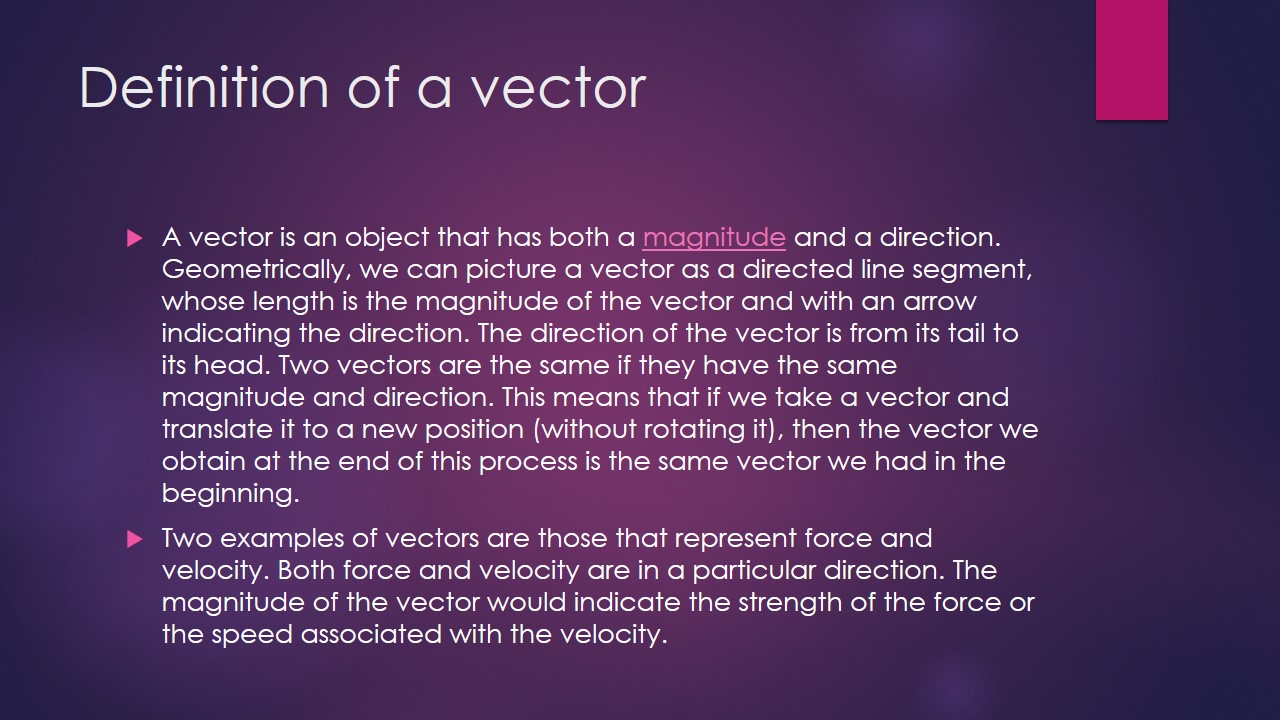 Definition of a vector
A vector is an object that has both a magnitude and a direction.
Geometrically, we can picture a vector as a directed line segment,
whose length is the magnitude of the vector and with an arrow
indicating the direction. The direction of the vector is from its tail to
its head. Two vectors are the same if they have the same
magnitude and direction. This means that if we take a vector and
translate it to a new position (without rotating it), then the vector we
obtain at the end of this process is the same vector we had in the
beginning.
Two examples of vectors are those that represent force and
velocity. Both force and velocity are in a particular direction. The
magnitude of the vector would indicate the strength of the force or
the speed associated with the velocity.